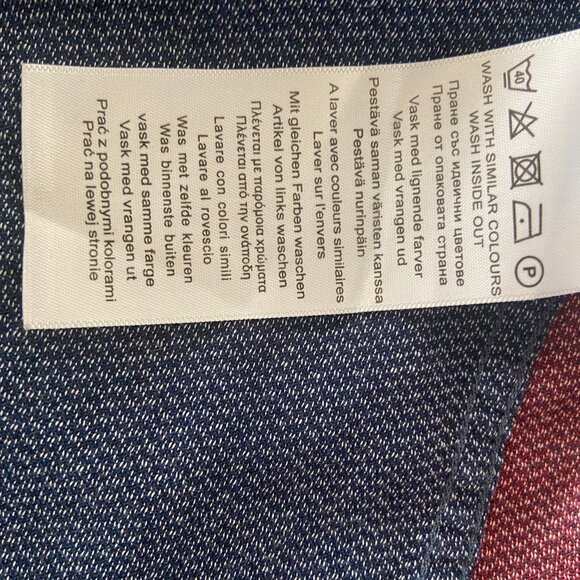 40
P
WASH WITH SIMILAR COLOURS
WASH INSIDE OUT
Пране със идеични цветове
Пране от опаковата страна
Vask med lignende farver
Vask med vrangen ud
Pestävä saman väristen kanssa
Pestävä nurinpäin
A laver avec couleurs similaires
Laver sur l'envers
Mit gleichen Farben waschen
Artikel von links waschen
Πλένεται με παρόμοια χρώματα
Πλένεται από την ανάποδη
Lavare con colori simili
Lavare al rovescio
Was met zelfde kleuren
Was binnenste buiten
vask med samme farge
Vask med vrangen ut
Prać z podobnymi kolorami
Prać na lewej stronie